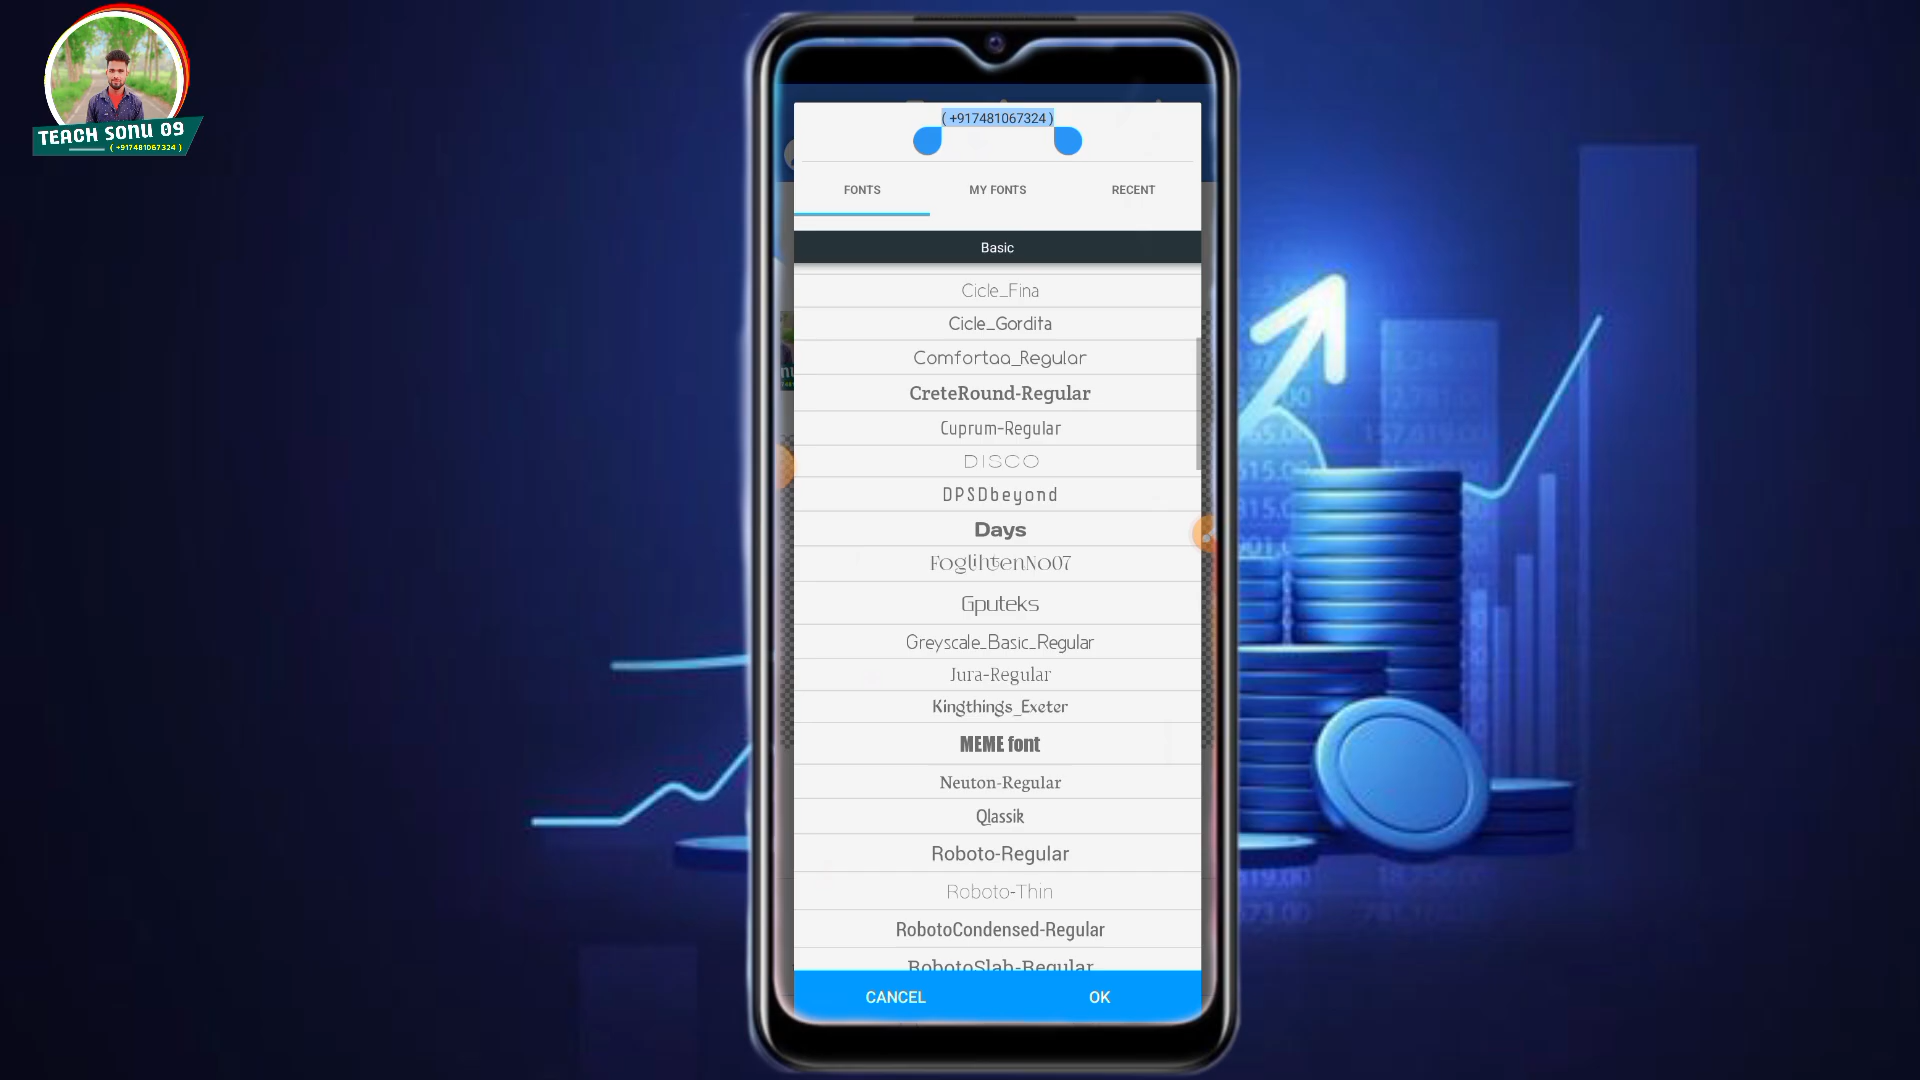 TEACH SONU 09
( +917481067324 )
( +917481067324 )
FONTS
MY FONTS
RECENT
Basic
Cicle_Fina
Cicle_Gordita
Comfortaa_Regular
CreteRound-Regular
Cuprum-Regular
DISCO
DPSDbeyond
Days
FoglihtenNo07
Gputeks
Greyscale_Basic_Regular
Jura-Regular
Kingthings_Exeter
MEME font
Neuton-Regular
Qlassik
Roboto-Regular
Roboto-Thin
RobotoCondensed-Regular
RobotoSlab-Regular
CANCEL
OK